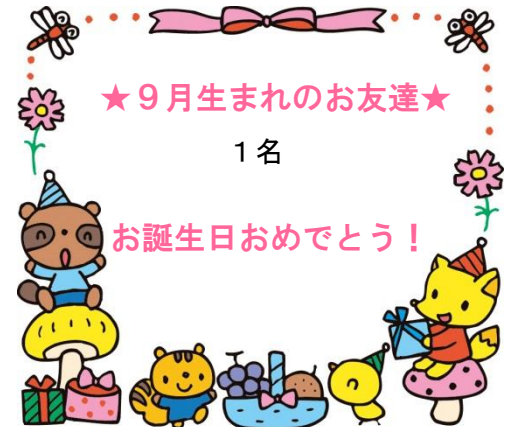 ★９月生まれのお友達★
１名
お誕生日おめでとう！